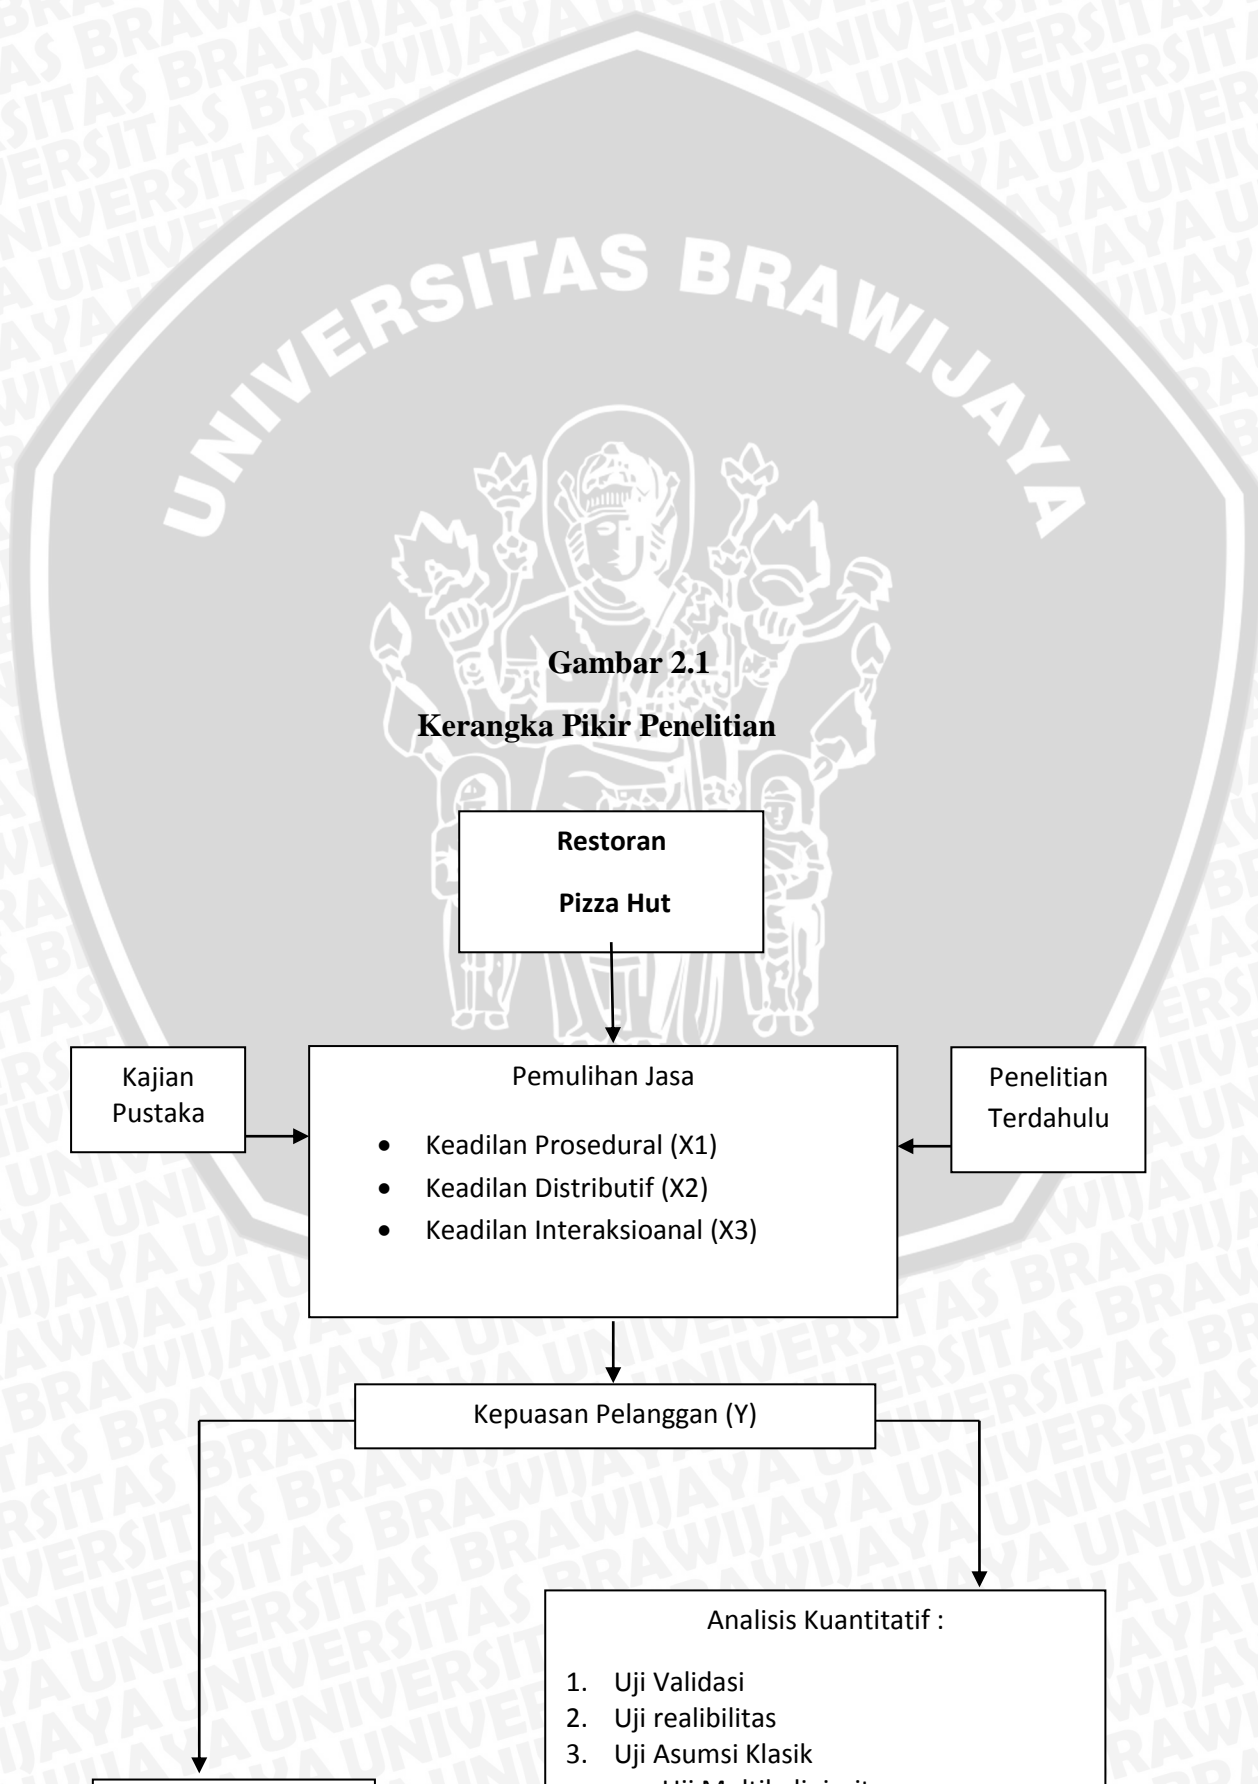 UNIVERSITAS BRAWIJAYA
Gambar 2.1
Kerangka Pikir Penelitian
Restoran
Pizza Hut
Kajian
Pustaka
Pemulihan Jasa
• Keadilan Prosedural (X1)
• Keadilan Distributif (X2)
• Keadilan Interaksioanal (X3)
Penelitian
Terdahulu
Kepuasan Pelanggan (Y)
Analisis Kuantitatif :
1. Uji Validasi
2. Uji realibilitas
3. Uji Asumsi Klasik